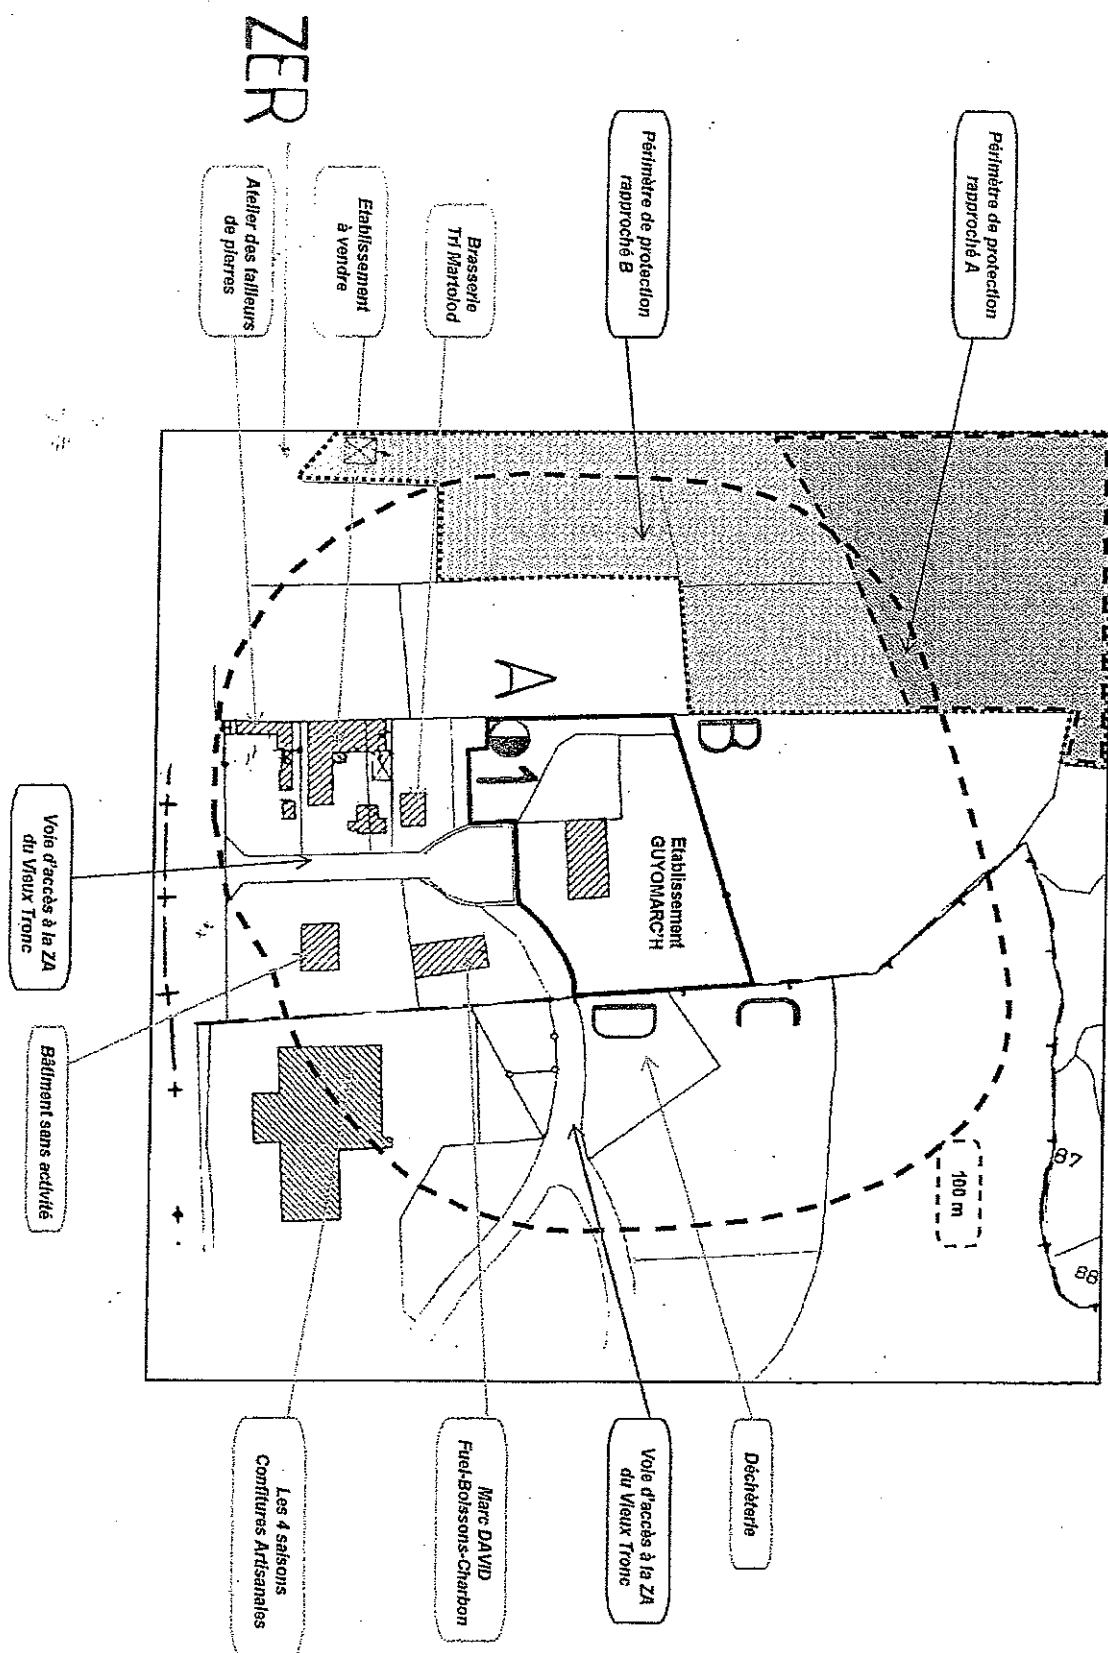 Périmètre de protection
rapproché A
Périmètre de protection
rapproché B
Brasserie
Tri Martolod
Etablissement
à vendre
Atelier des tailleurs
de pierres
ZER
A
B
C
D
1
Etablissement
GUYOMARC'H
100 m
87
88
Déchèterie
Voie d'accès à la ZA
du Vieux Tronc
Marc DAVID
Fuel-Boissons-Charbon
Les 4 saisons
Confitures Artisanales
Voie d'accès à la ZA
du Vieux Tronc
Bâtiment sans activité